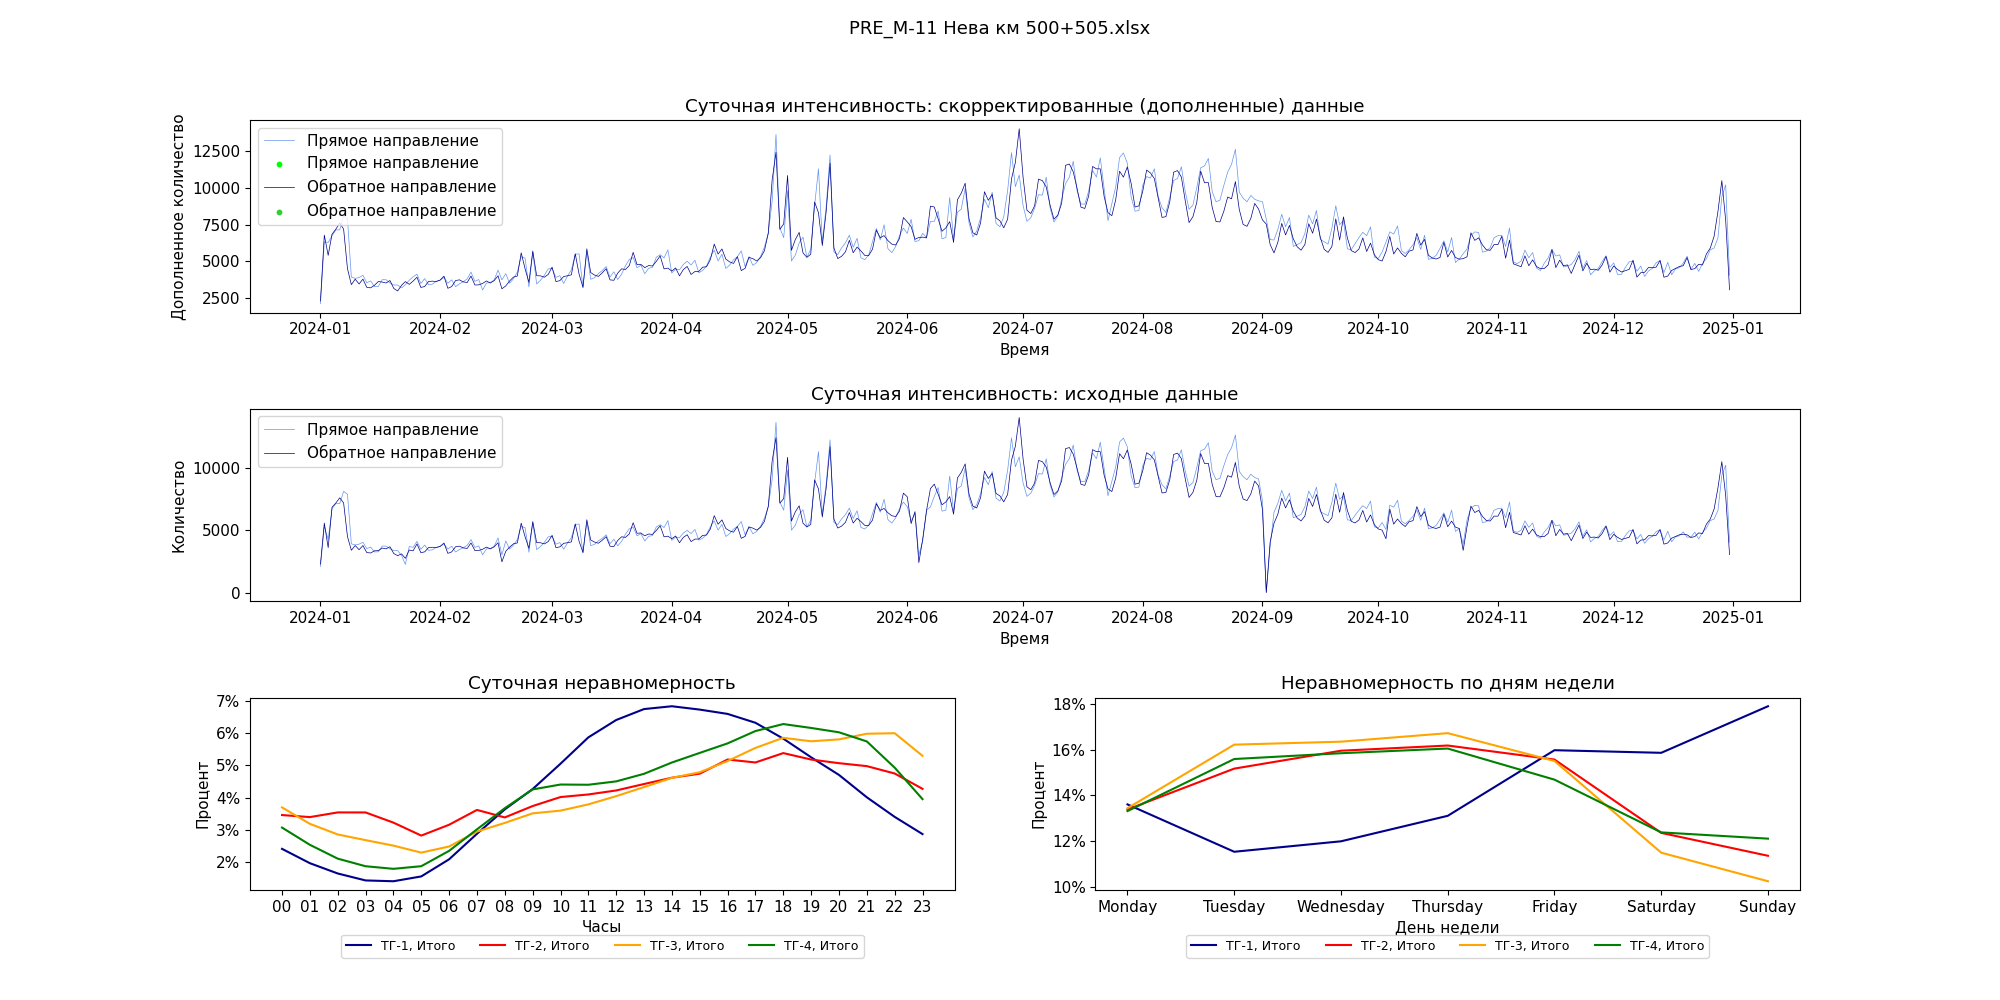 PRE_M-11 Нева км 500+505.xlsx
Суточная интенсивность: скорректированные (дополненные) данные
Дополненное количество
12500
10000
7500
5000
2500
Прямое направление
Прямое направление
Обратное направление
Обратное направление
2024-01 2024-02 2024-03 2024-04 2024-05 2024-06 2024-07 2024-08 2024-09 2024-10 2024-11 2024-12 2025-01
Время
Суточная интенсивность: исходные данные
Количество
10000
5000
0
Прямое направление
Обратное направление
2024-01 2024-02 2024-03 2024-04 2024-05 2024-06 2024-07 2024-08 2024-09 2024-10 2024-11 2024-12 2025-01
Время
Суточная неравномерность
Процент
7%
6%
5%
4%
3%
2%
00 01 02 03 04 05 06 07 08 09 10 11 12 13 14 15 16 17 18 19 20 21 22 23
Часы
ТГ-1, Итого ТГ-2, Итого ТГ-3, Итого ТГ-4, Итого
Неравномерность по дням недели
Процент
18%
16%
14%
12%
10%
Monday Tuesday Wednesday Thursday Friday Saturday Sunday
День недели
ТГ-1, Итого ТГ-2, Итого ТГ-3, Итого ТГ-4, Итого